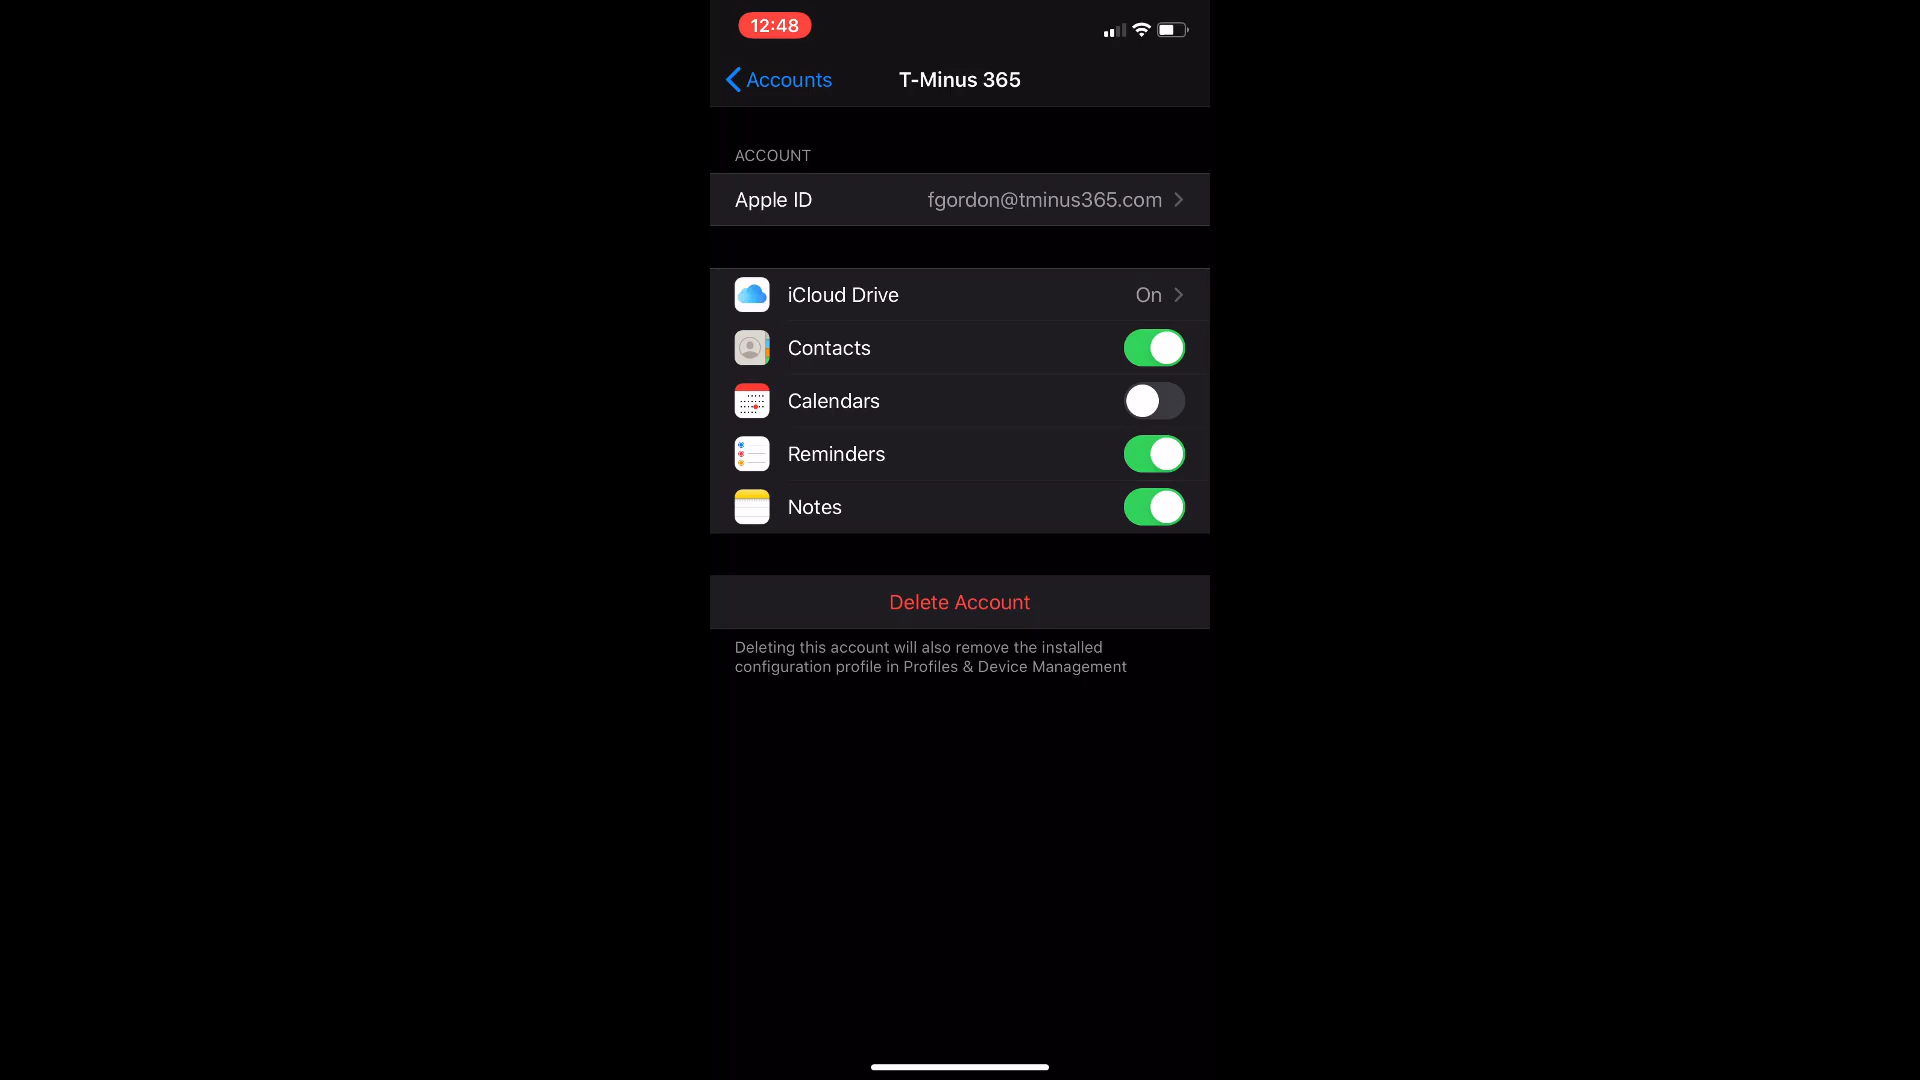 12:48
Accounts
T-Minus 365
ACCOUNT
Apple ID fgordon@tminus365.com
iCloud Drive On
Contacts
Calendars
Reminders
Notes
Delete Account
Deleting this account will also remove the installed
configuration profile in Profiles & Device Management